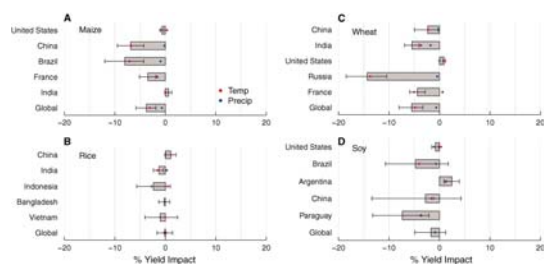 A
Maize
United States
China
Brazil
France
India
Global
Temp
Precip
−20 −10 0 10 20
B
Rice
China
India
Indonesia
Bangladesh
Vietnam
Global
−20 −10 0 10 20
% Yield Impact
C
Wheat
China
India
United States
Russia
France
Global
−20 −10 0 10 20
D
Soy
United States
Brazil
Argentina
China
Paraguay
Global
−20 −10 0 10 20
% Yield Impact